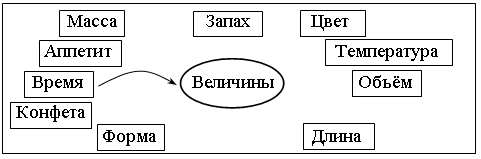 Масса Запах Цвет
Аппетит Температура
Время Величины Объём
Конфета
Форма Длина